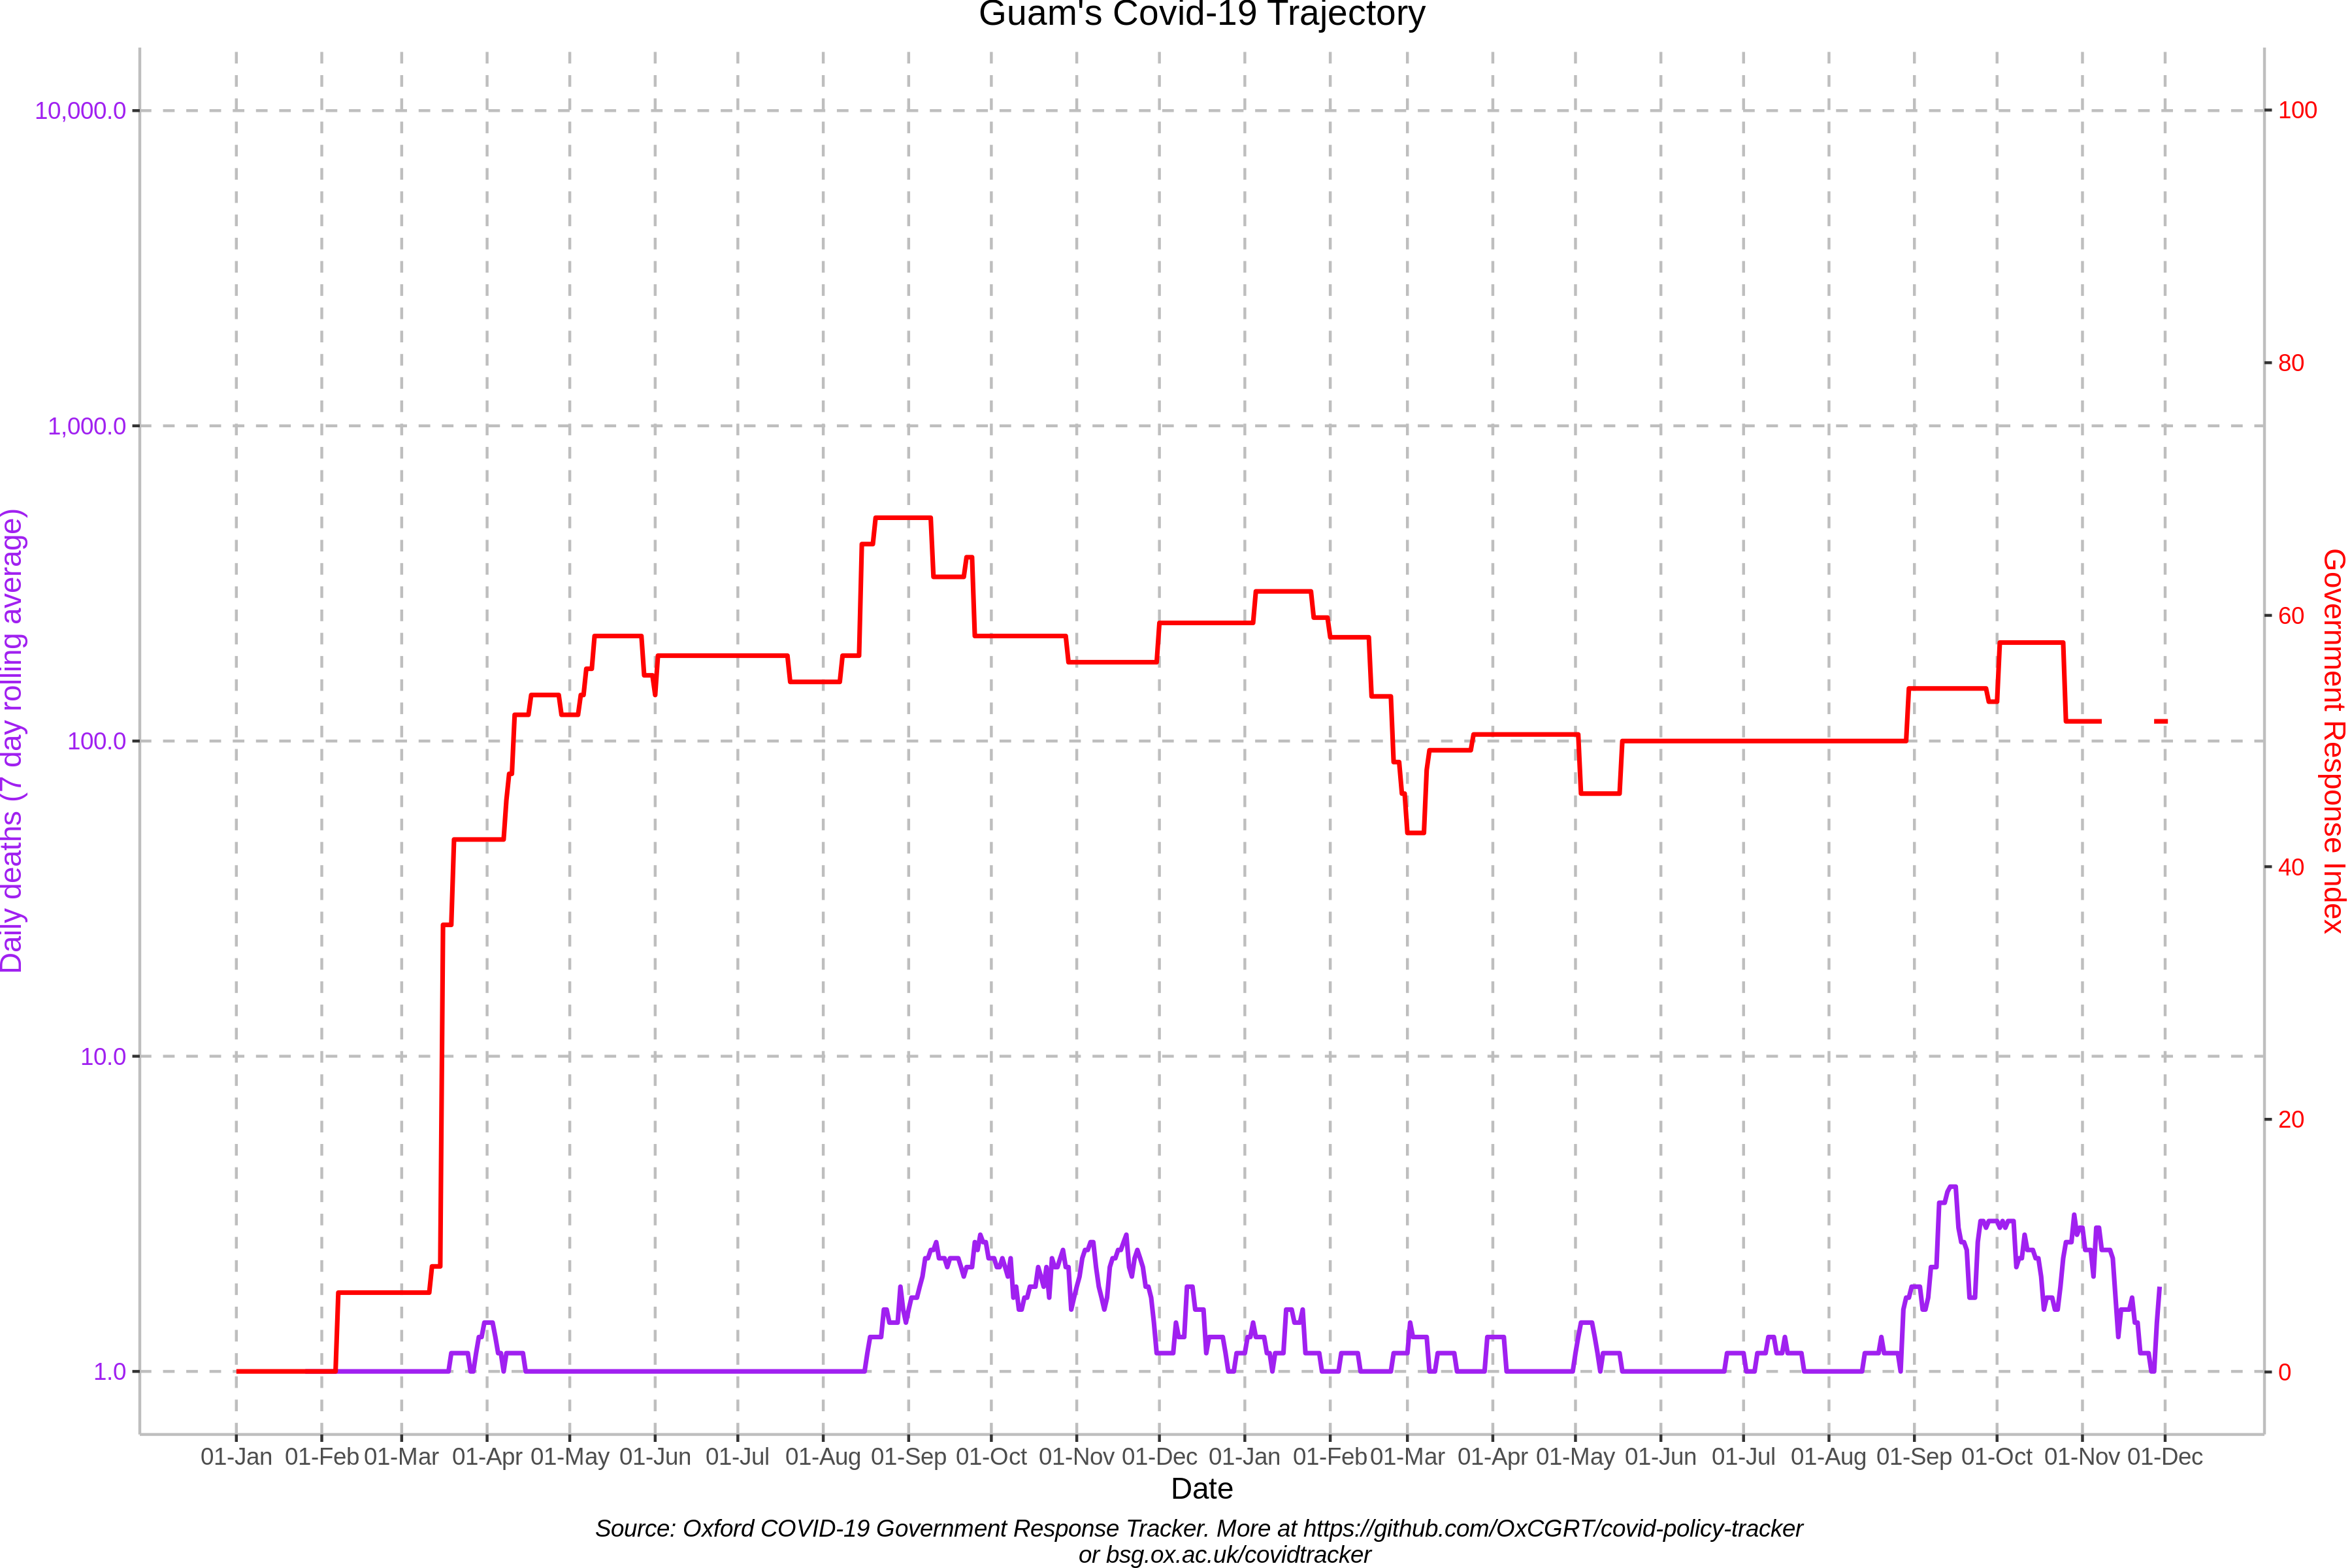 Guam's Covid-19 Trajectory
10,000.0
1,000.0
100.0
10.0
1.0
Daily deaths (7 day rolling average)
100
80
60
40
20
0
Government Response Index
01-Jan 01-Feb 01-Mar 01-Apr 01-May 01-Jun 01-Jul 01-Aug 01-Sep 01-Oct 01-Nov 01-Dec 01-Jan 01-Feb 01-Mar 01-Apr 01-May 01-Jun 01-Jul 01-Aug 01-Sep 01-Oct 01-Nov 01-Dec
Date
Source: Oxford COVID-19 Government Response Tracker. More at https://github.com/OxCGRT/covid-policy-tracker
or bsg.ox.ac.uk/covidtracker